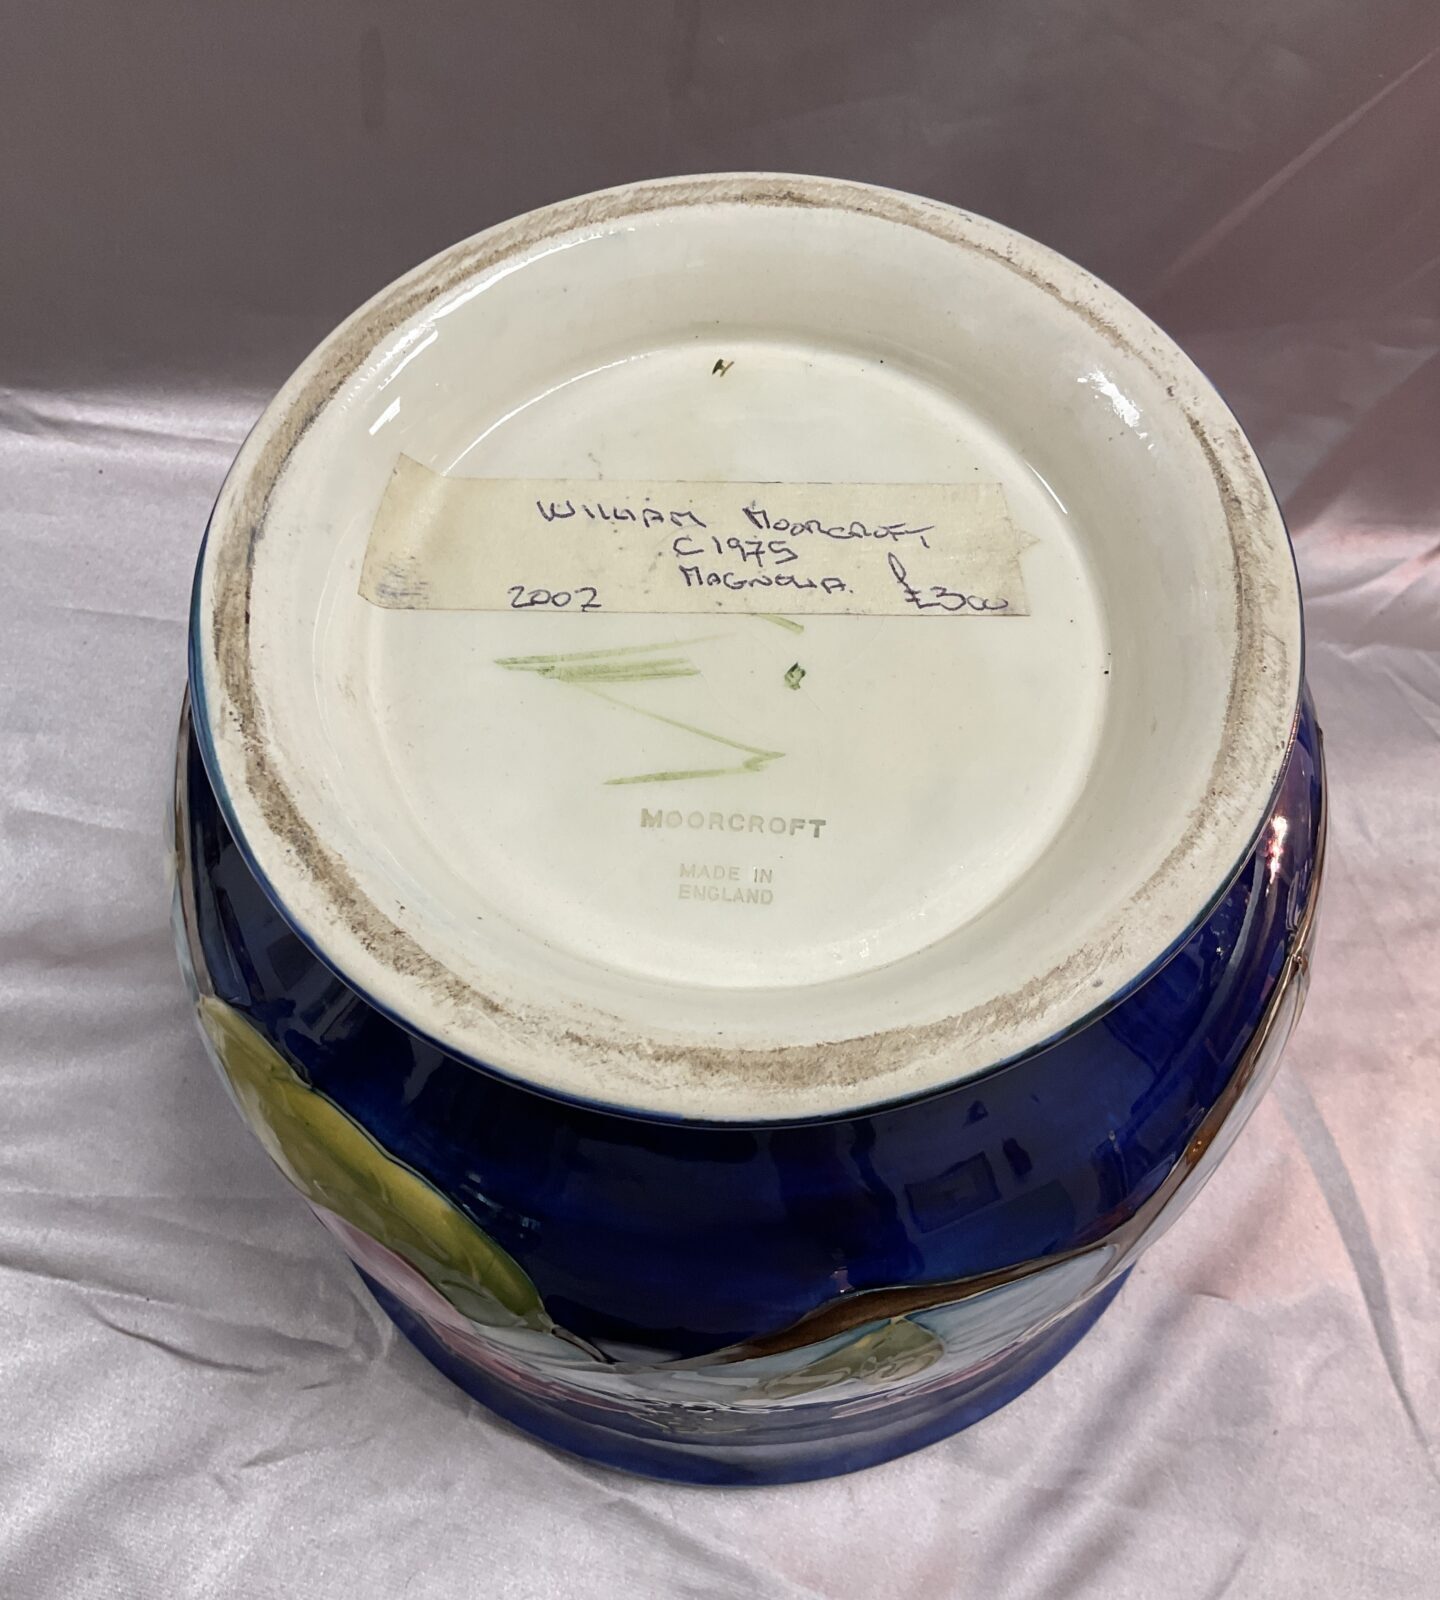 H
WILLIAM MOORCROFT
C1975
MAGNOLIA.
2002 £300
MOORCROFT
MADE IN
ENGLAND